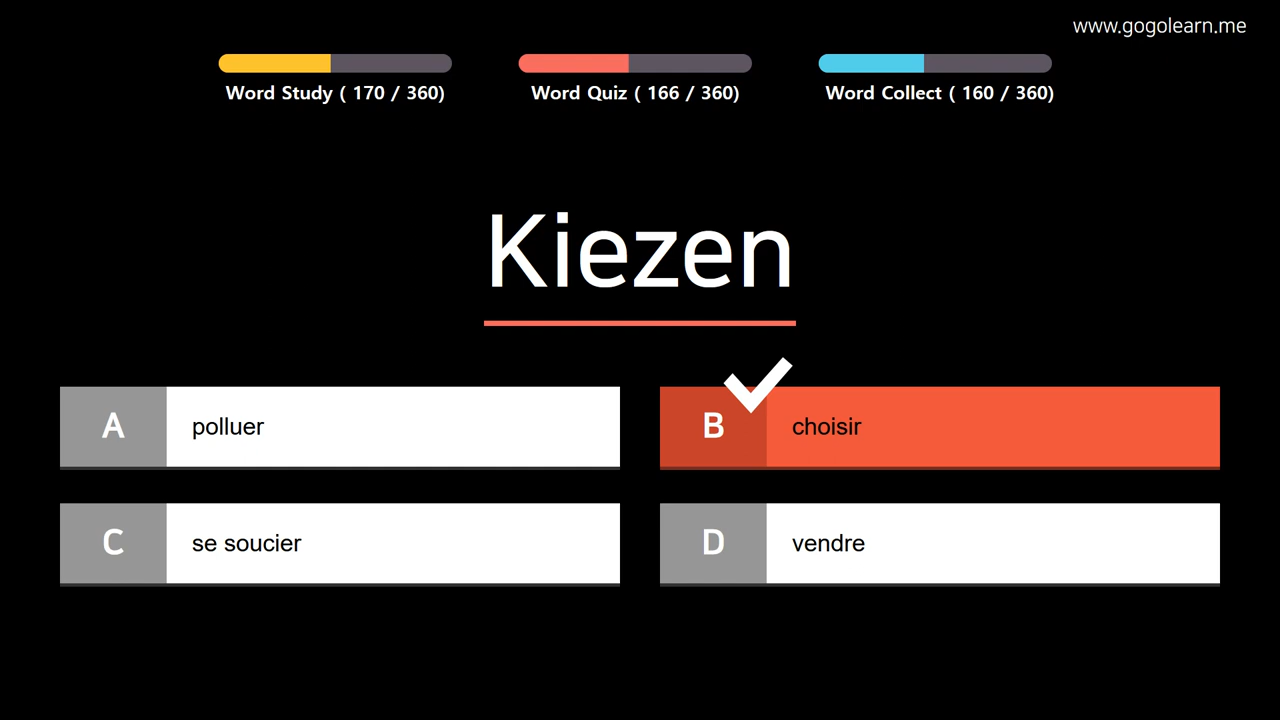 www.gogolearn.me
Word Study ( 170 / 360)
Word Quiz ( 166 / 360)
Word Collect ( 160 / 360)
Kiezen
A
polluer
B
choisir
C
se soucier
D
vendre